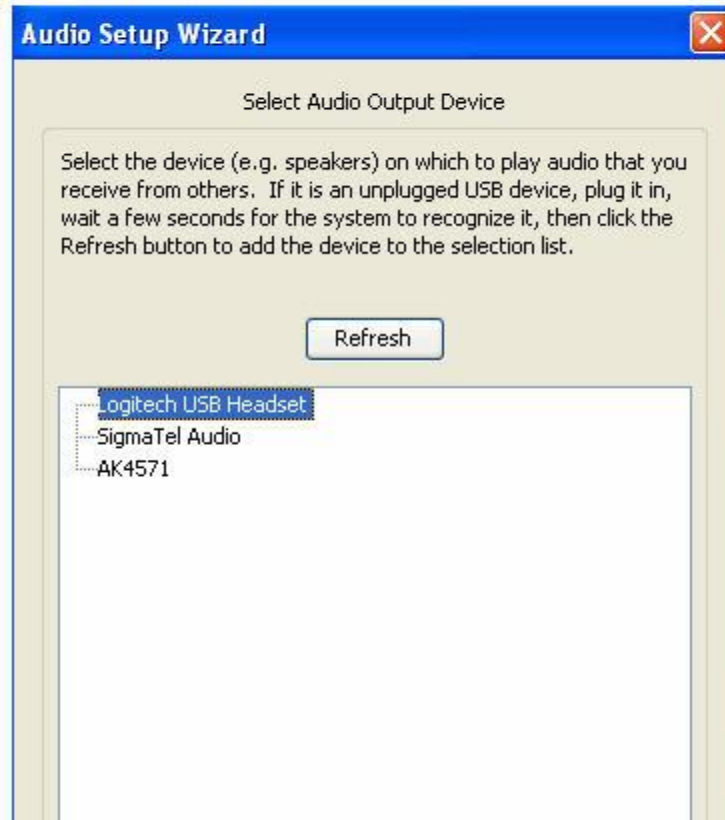 Audio Setup Wizard
Select Audio Output Device
Select the device (e.g. speakers) on which to play audio that you
receive from others. If it is an unplugged USB device, plug it in,
wait a few seconds for the system to recognize it, then click the
Refresh button to add the device to the selection list.
Refresh
Logitech USB Headset
SigmaTel Audio
AK4571